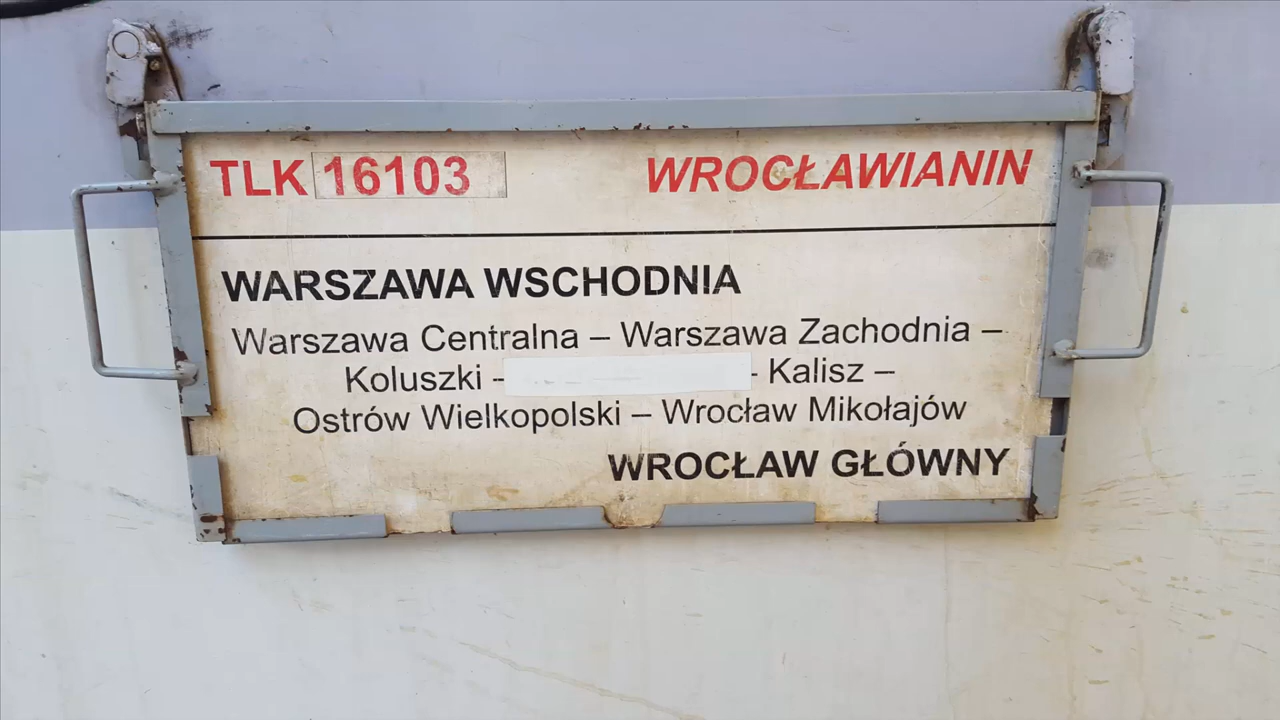 TLK 16103 WROCŁAWIANIN
WARSZAWA WSCHODNIA
Warszawa Centralna – Warszawa Zachodnia –
Koluszki - - Kalisz –
Ostrów Wielkopolski – Wrocław Mikołajów
WROCŁAW GŁÓWNY